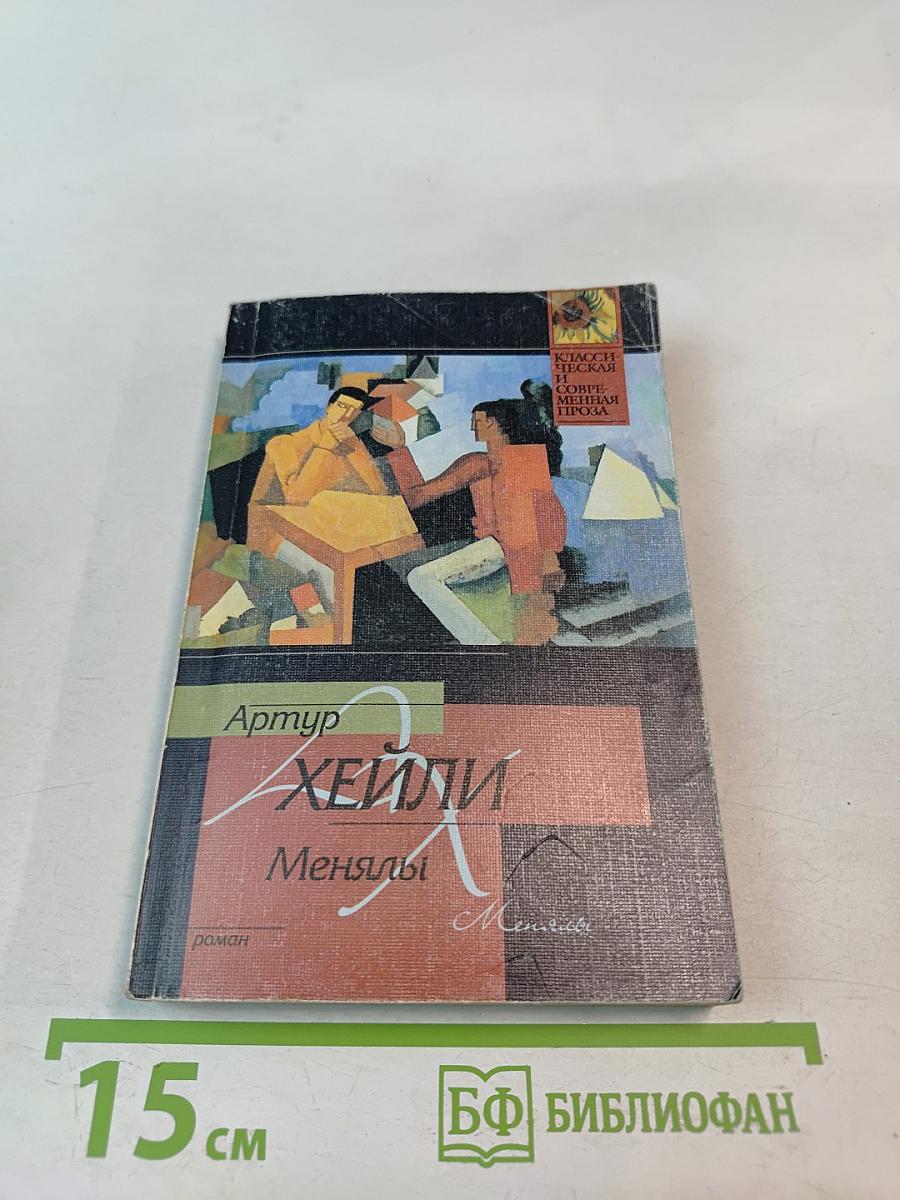 КЛАССИ-
ЧЕСКАЯ
И
СОВРЕ-
МЕННАЯ
ПРОЗА
Артур
ХЕЙЛИ
Менялы
Менялы
роман
15 см
БФ БИБЛИОФАН